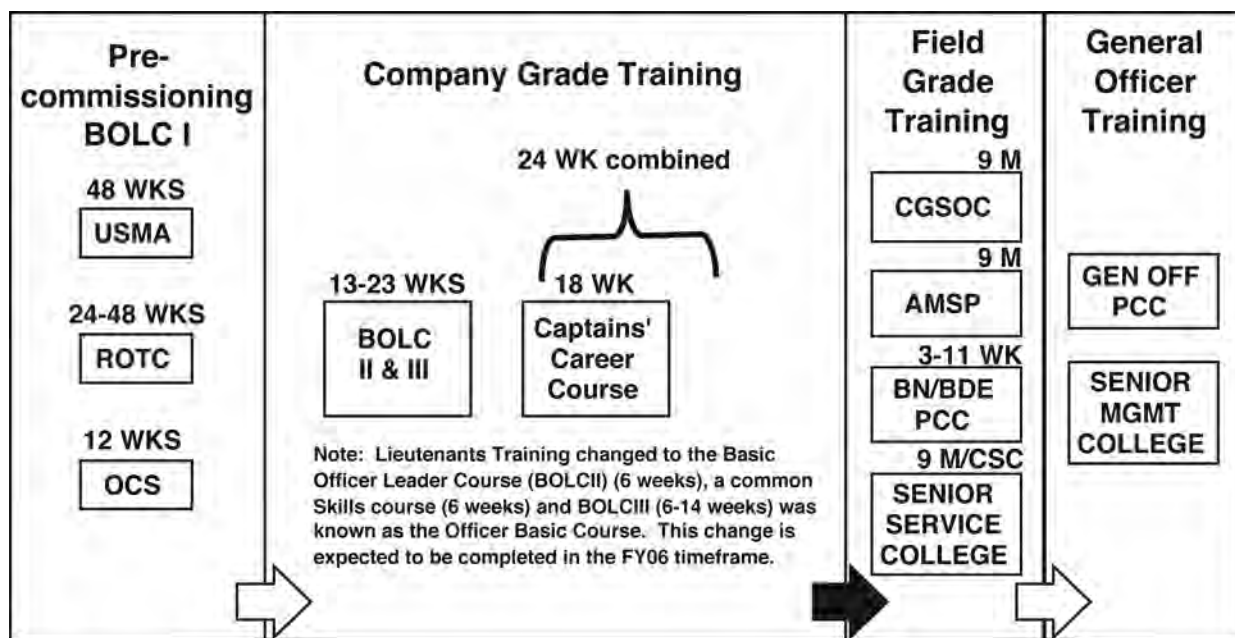 Pre-
commissioning
BOLC I
48 WKS
USMA
24-48 WKS
ROTC
12 WKS
OCS
Company Grade Training
24 WK combined
13-23 WKS
BOLC
II & III
18 WK
Captains'
Career
Course
Note: Lieutenants Training changed to the Basic
Officer Leader Course (BOLCII) (6 weeks), a common
Skills course (6 weeks) and BOLCIII (6-14 weeks) was
known as the Officer Basic Course. This change is
expected to be completed in the FY06 timeframe.
Field
Grade
Training
9 M
CGSOC
9 M
AMSP
3-11 WK
BN/BDE
PCC
9 M/CSC
SENIOR
SERVICE
COLLEGE
General
Officer
Training
GEN OFF
PCC
SENIOR
MGMT
COLLEGE